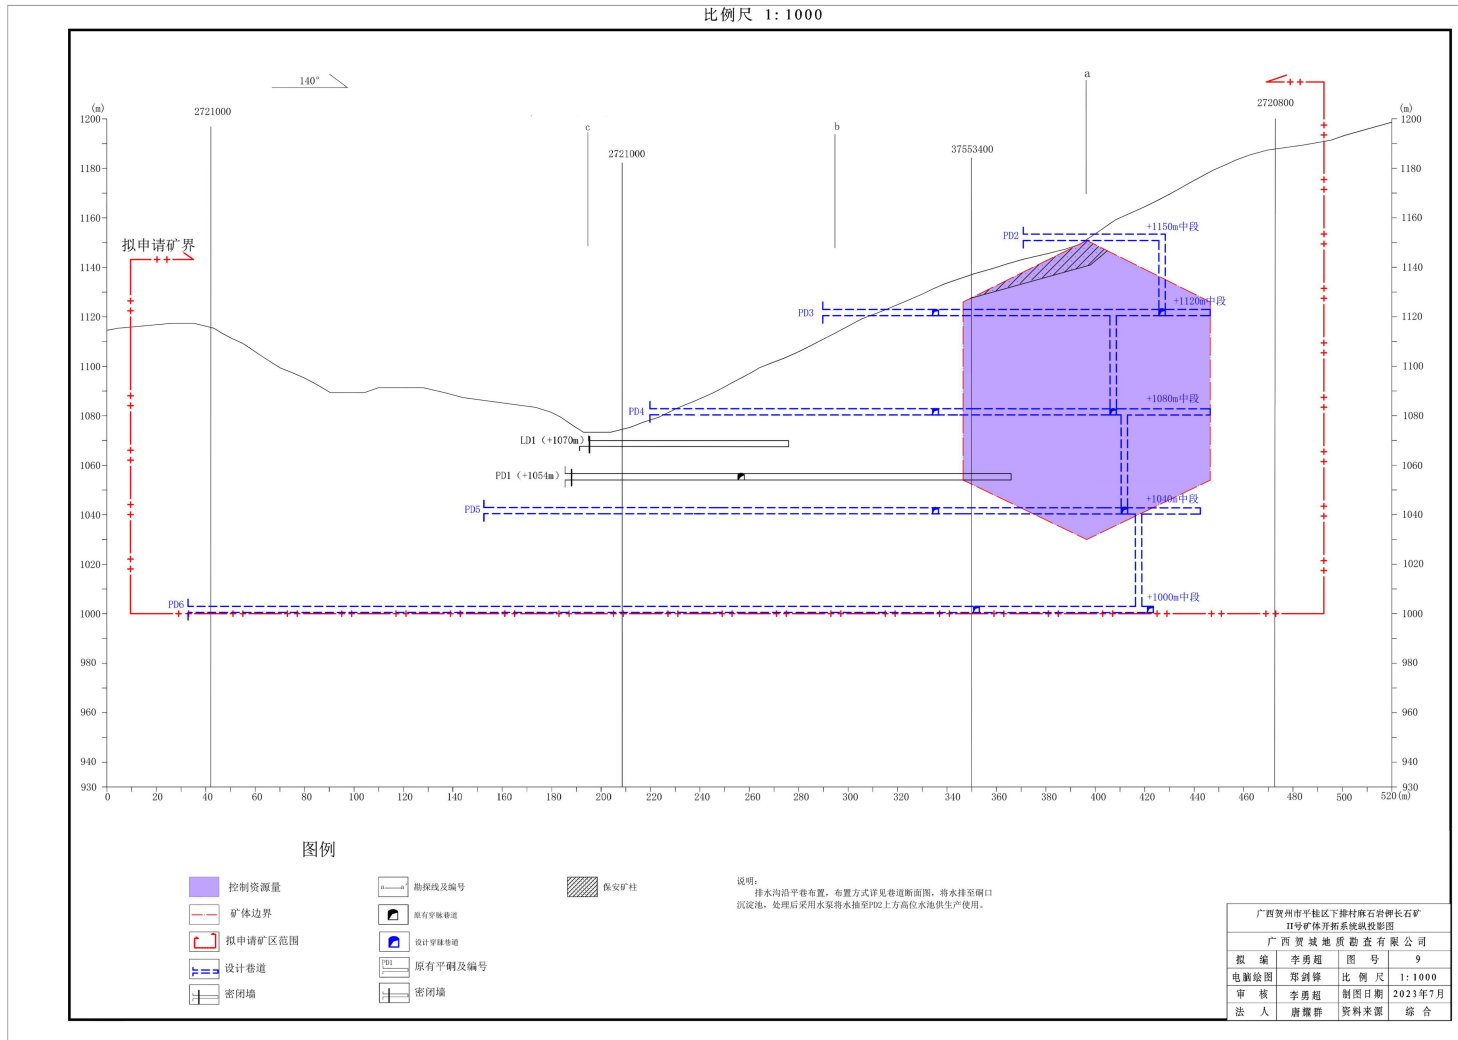 比例尺 1:1000
140°
a
(m)
(m)
2721000
2720800
1200
1200
c
b
2721000
37553400
1180
1180
1160
1160
+1150m中段
PD2
拟申请矿界
1140
1140
+1120m中段
PD3
1120
1120
1100
1100
+1080m中段
PD4
1080
1080
LD1（+1070m）
1060
1060
PD1（+1054m）
+1040m中段
PD5
1040
1040
1020
1020
+1000m中段
PD6
1000
1000
980
980
960
960
940
940
930
930
0 20 40 60 80 100 120 140 160 180 200 220 240 260 280 300 320 340 360 380 400 420 440 460 480 500 520 (m)
图例
控制资源量
矿体边界
拟申请矿区范围
设计巷道
密闭墙
a a'
勘探线及编号
原有穿脉巷道
设计穿脉巷道
PD1
原有平硐及编号
密闭墙
保安矿柱
说明：
排水沟沿平巷布置，布置方式详见巷道断面图，将水排至硐口
沉淀池，处理后采用水泵将水抽至PD2上方高位水池供生产使用。
广西贺州市平桂区下排村麻石岩钾长石矿
II号矿体开拓系统纵投影图
广西贺城地质勘查有限公司
拟 编 李勇超 图 号 9
电脑绘图 郑剑锋 比 例 尺 1:1000
审 核 李勇超 制图日期 2023年7月
法 人 唐耀群 资料来源 综 合